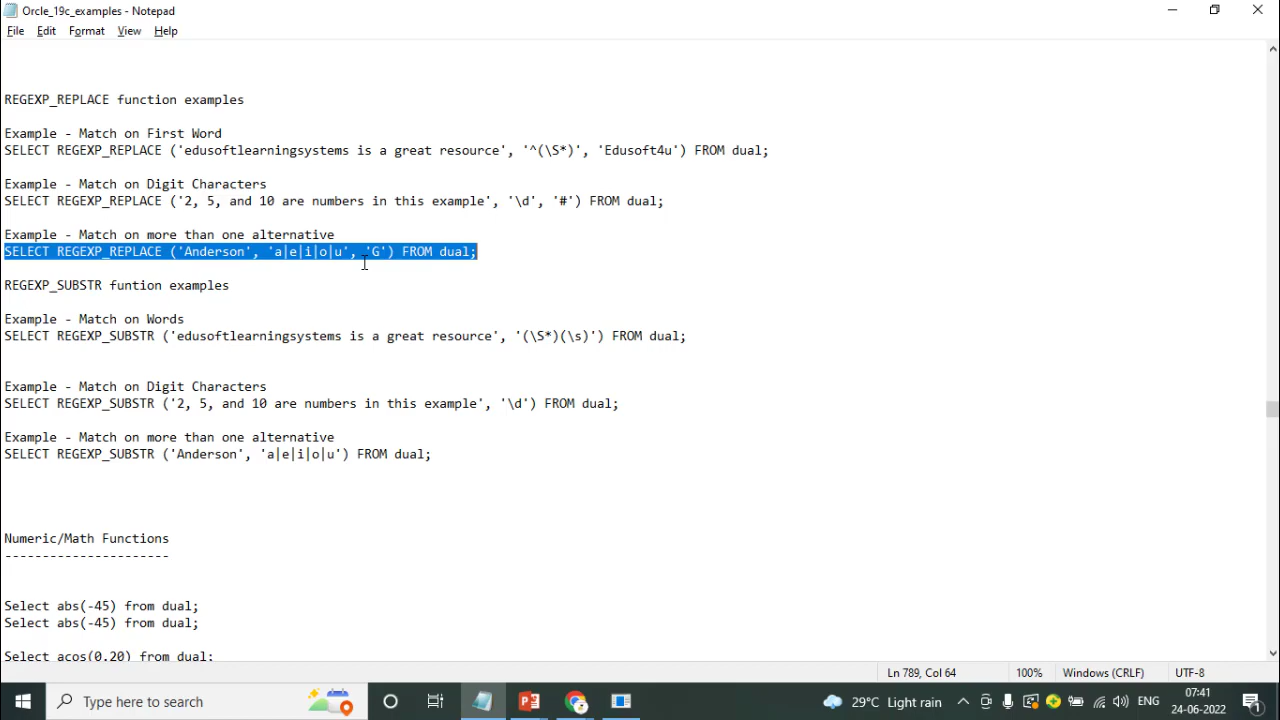 Orcle_19c_examples - Notepad
File Edit Format View Help
REGEXP_REPLACE function examples
Example - Match on First Word
SELECT REGEXP_REPLACE ('edusoftlearningsystems is a great resource', '^(\S*)', 'Edusoft4u') FROM dual;
Example - Match on Digit Characters
SELECT REGEXP_REPLACE ('2, 5, and 10 are numbers in this example', '\d', '#') FROM dual;
Example - Match on more than one alternative
SELECT REGEXP_REPLACE ('Anderson', 'a|e|i|o|u', 'G') FROM dual;
REGEXP_SUBSTR funtion examples
Example - Match on Words
SELECT REGEXP_SUBSTR ('edusoftlearningsystems is a great resource', '(\S*)(\s)') FROM dual;
Example - Match on Digit Characters
SELECT REGEXP_SUBSTR ('2, 5, and 10 are numbers in this example', '\d') FROM dual;
Example - Match on more than one alternative
SELECT REGEXP_SUBSTR ('Anderson', 'a|e|i|o|u') FROM dual;
Numeric/Math Functions
----------------------
Select abs(-45) from dual;
Select abs(-45) from dual;
Select acos(0.20) from dual;
Ln 789, Col 64 100% Windows (CRLF) UTF-8
Type here to search
29°C Light rain
ENG
07:41
24-06-2022
1